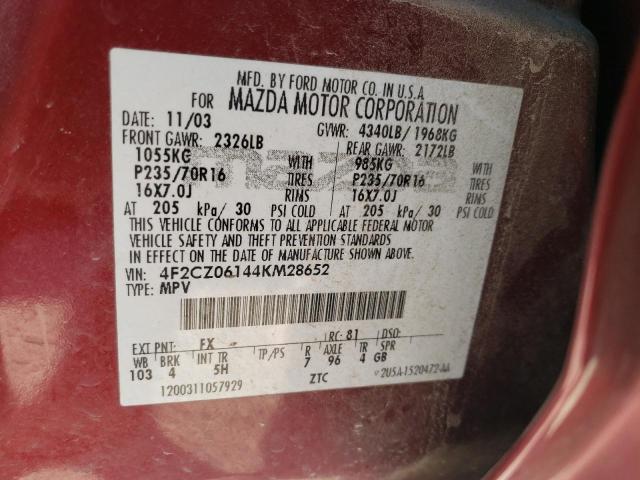 MFD. BY FORD MOTOR CO. IN U.S.A.
FOR MAZDA MOTOR CORPORATION
DATE: 11/03 GVWR: 4340LB/ 1968KG
FRONT GAWR: 2326LB REAR GAWR: 2172LB
1055KG WITH 985KG WITH
P235/70R16 TIRES P235/70R16 TIRES
16X7.0J RIMS 16X7.0J RIMS
AT 205 kPa/ 30 PSI COLD AT 205 kPa/ 30 PSI COLD
THIS VEHICLE CONFORMS TO ALL APPLICABLE FEDERAL MOTOR
VEHICLE SAFETY AND THEFT PREVENTION STANDARDS
IN EFFECT ON THE DATE OF MANUFACTURE SHOWN ABOVE.
VIN: 4F2CZ06144KM28652
TYPE: MPV
EXT PNT: FX RC: 81 DSO:
WB BRK INT TR TP/PS R AXLE TR SPR
103 4 5H 7 96 4 GB
1200311057929 ZTC 2U5A-1520472-AA